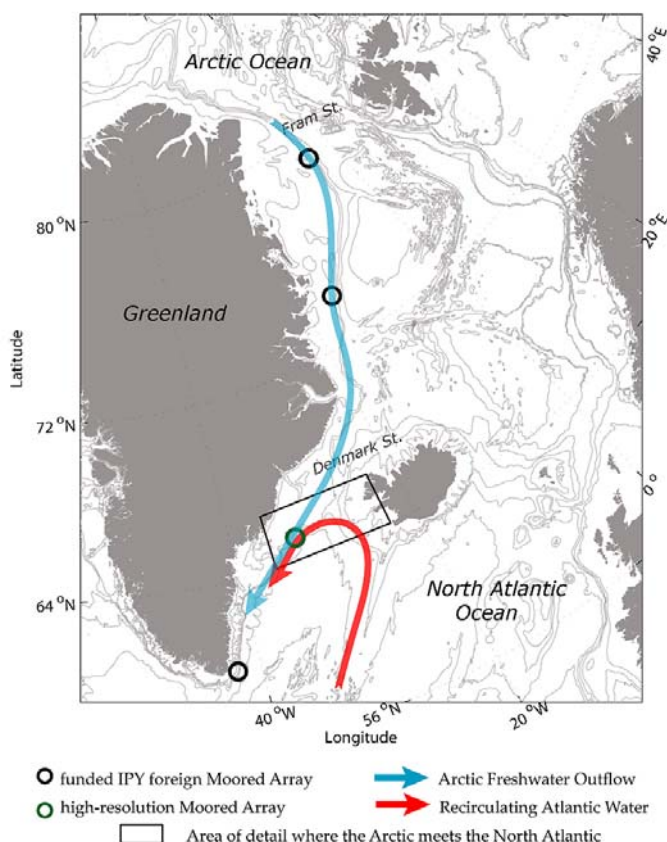 Arctic Ocean
40°E
Fram St.
80°N
20°E
Greenland
Latitude
72°N
Denmark St.
0°
64°N
North Atlantic
Ocean
40°W
56°N
20°W
Longitude
funded IPY foreign Moored Array
Arctic Freshwater Outflow
high-resolution Moored Array
Recirculating Atlantic Water
Area of detail where the Arctic meets the North Atlantic